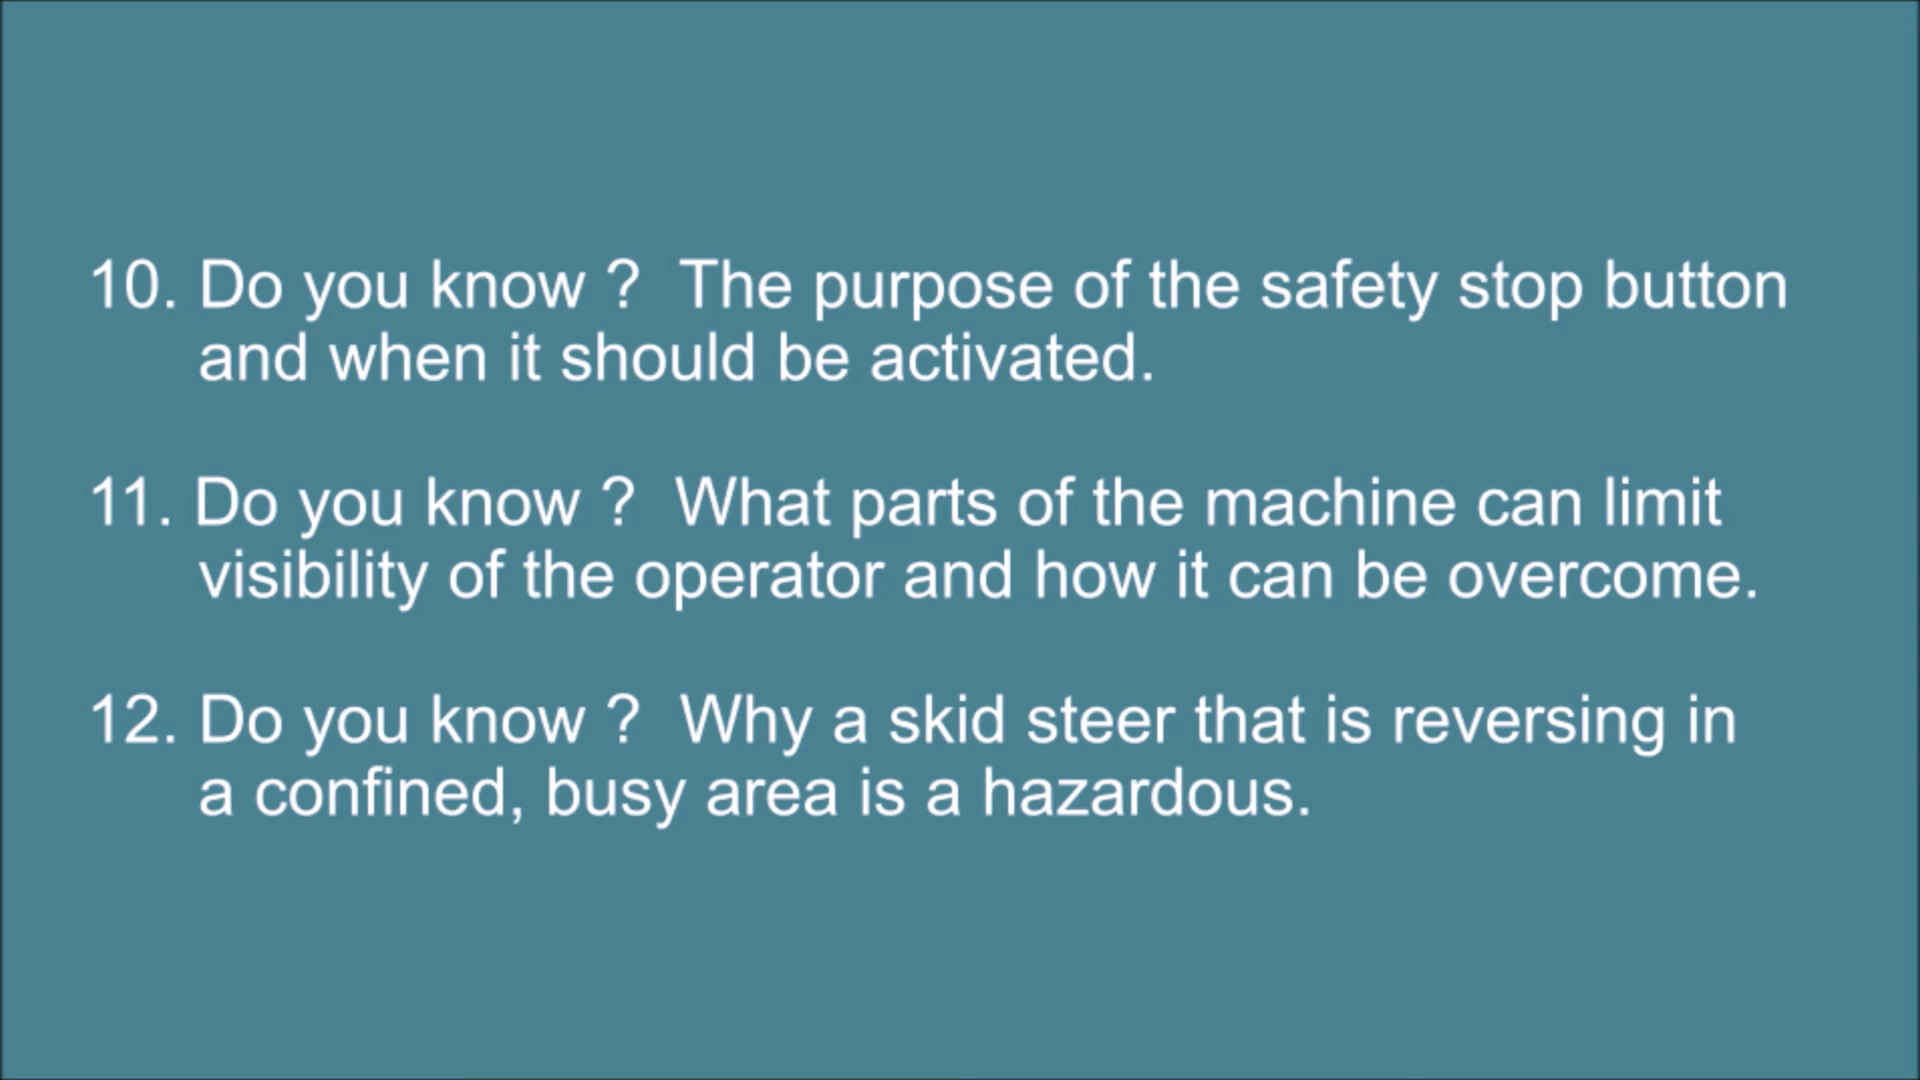 10. Do you know ?  The purpose of the safety stop button
and when it should be activated.
11. Do you know ?  What parts of the machine can limit
visibility of the operator and how it can be overcome.
12. Do you know ?  Why a skid steer that is reversing in
a confined, busy area is a hazardous.